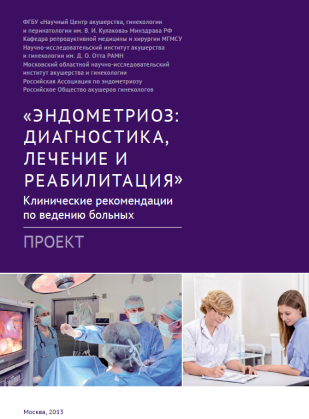 ФГБУ «Научный Центр акушерства, гинекологии
и перинатологии им. В. И. Кулакова» Минздрава РФ
Кафедра репродуктивной медицины и хирургии МГМСУ
Научно-исследовательский институт акушерства
и гинекологии им. Д. О. Отта РАМН
Московский областной научно-исследовательский
институт акушерства и гинекологии
Российская Ассоциация по эндометриозу
Российское Общество акушеров гинекологов
«ЭНДОМЕТРИОЗ:
ДИАГНОСТИКА,
ЛЕЧЕНИЕ И
РЕАБИЛИТАЦИЯ»
Клинические рекомендации
по ведению больных
ПРОЕКТ
Москва, 2013